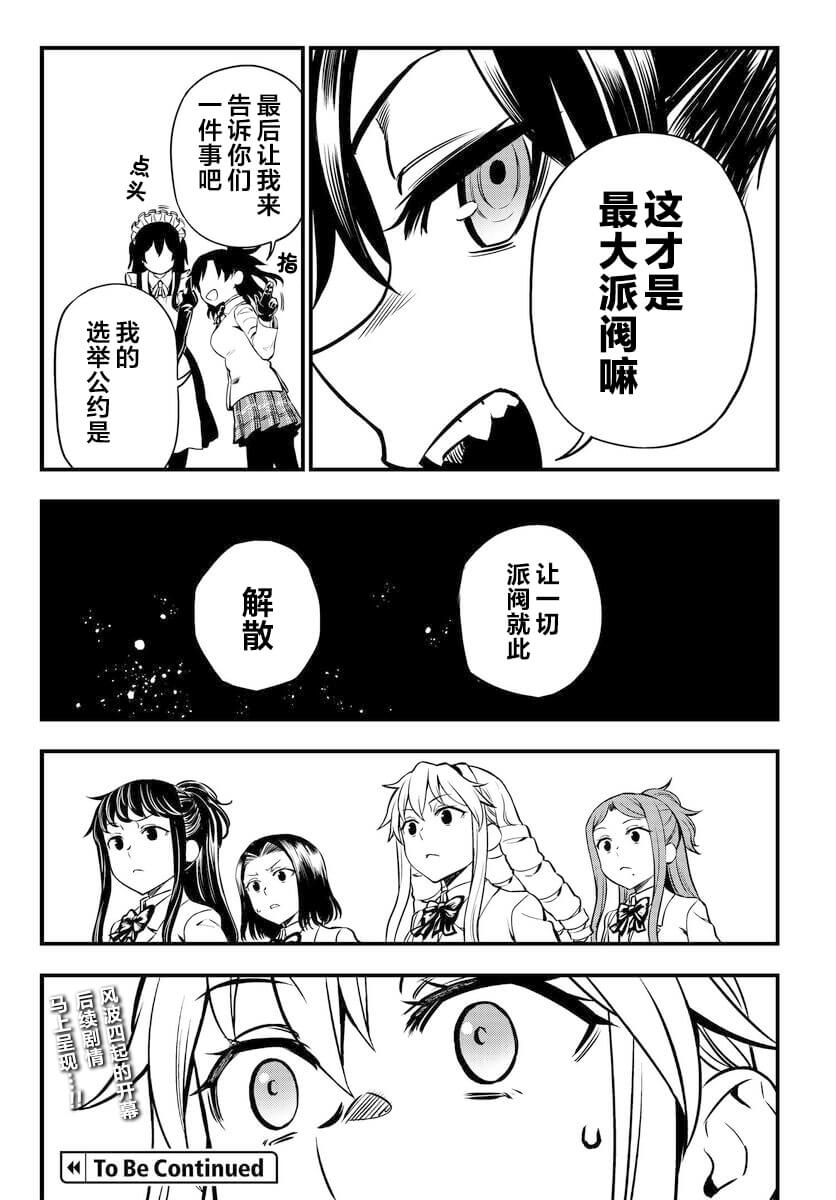 这才是
最大派阀嘛
最后让我来
告诉你们
一件事吧
点头
指
我的
选举公约是
让一切
派阀就此
解散
风波四起的开幕
后续剧情
马上呈现…!!
To Be Continued